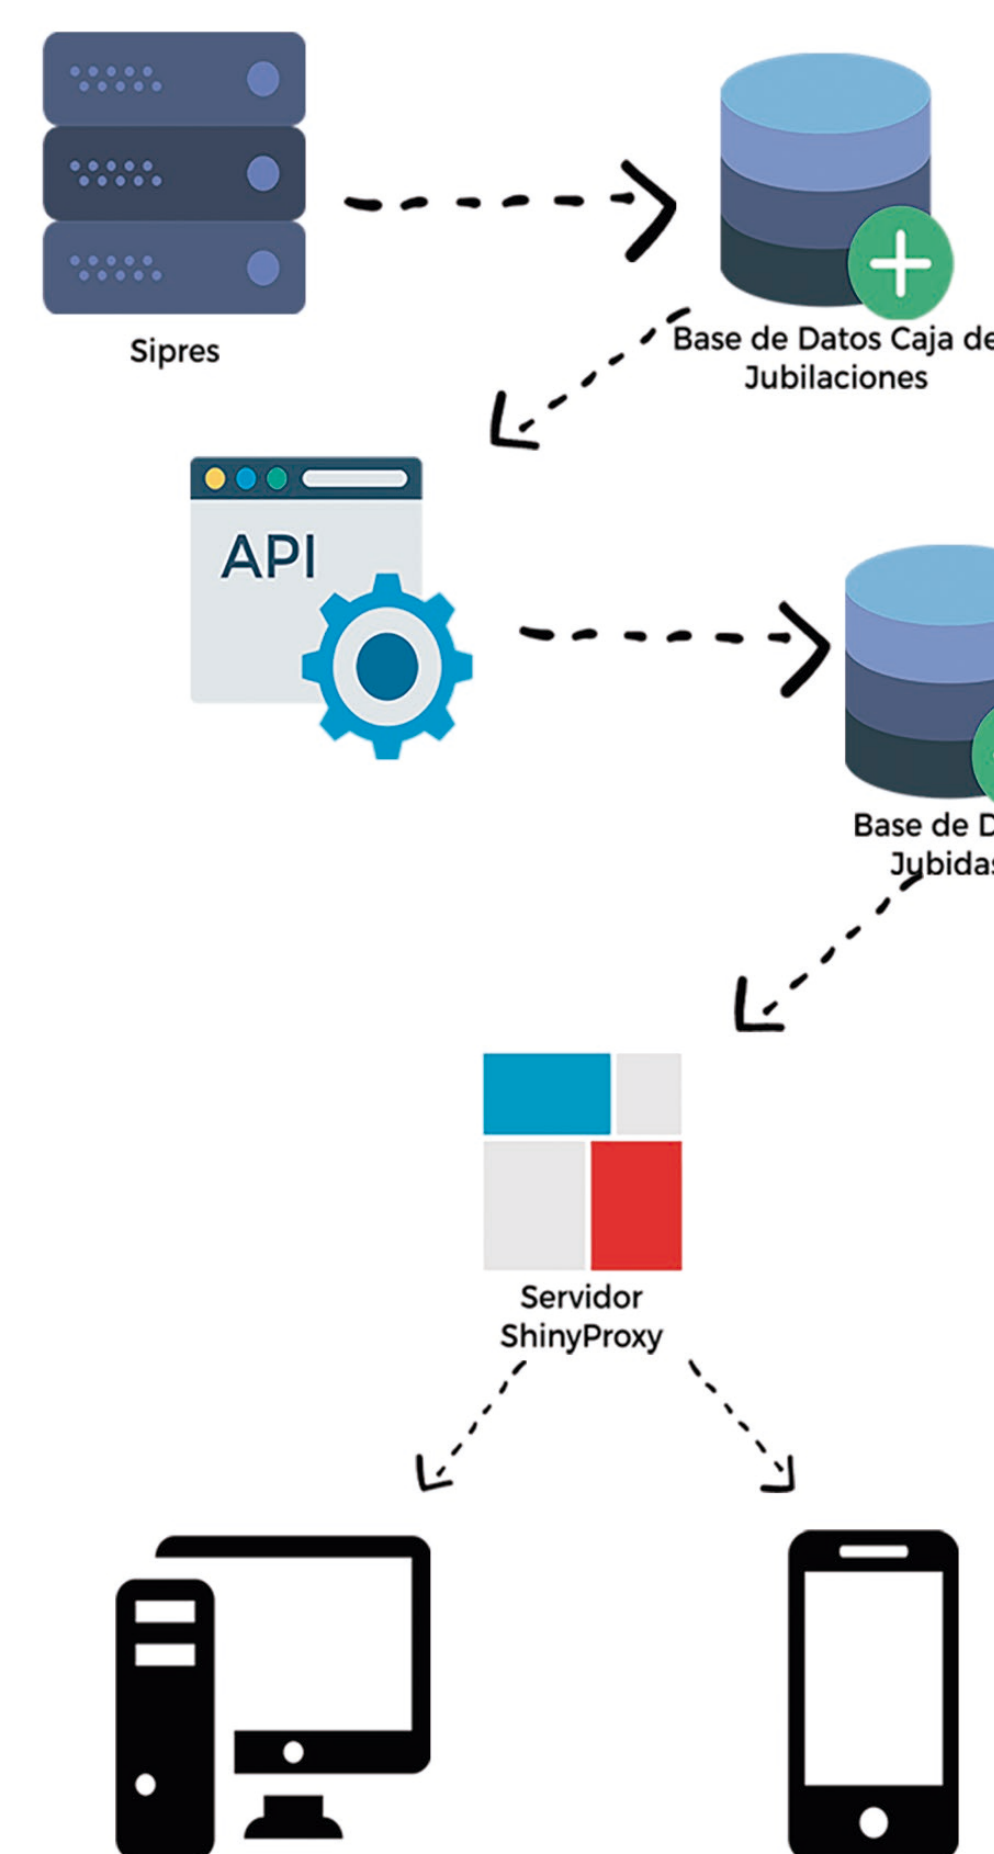 Sipres
Base de Datos Caja de
Jubilaciones
API
Base de
Jubidas
Servidor
ShinyProxy